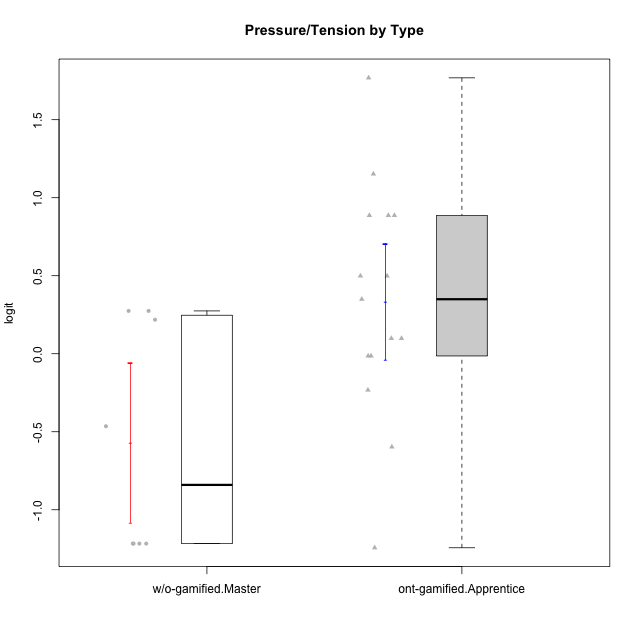 Pressure/Tension by Type
logit
1.5
1.0
0.5
0.0
-0.5
-1.0
w/o-gamified.Master
ont-gamified.Apprentice